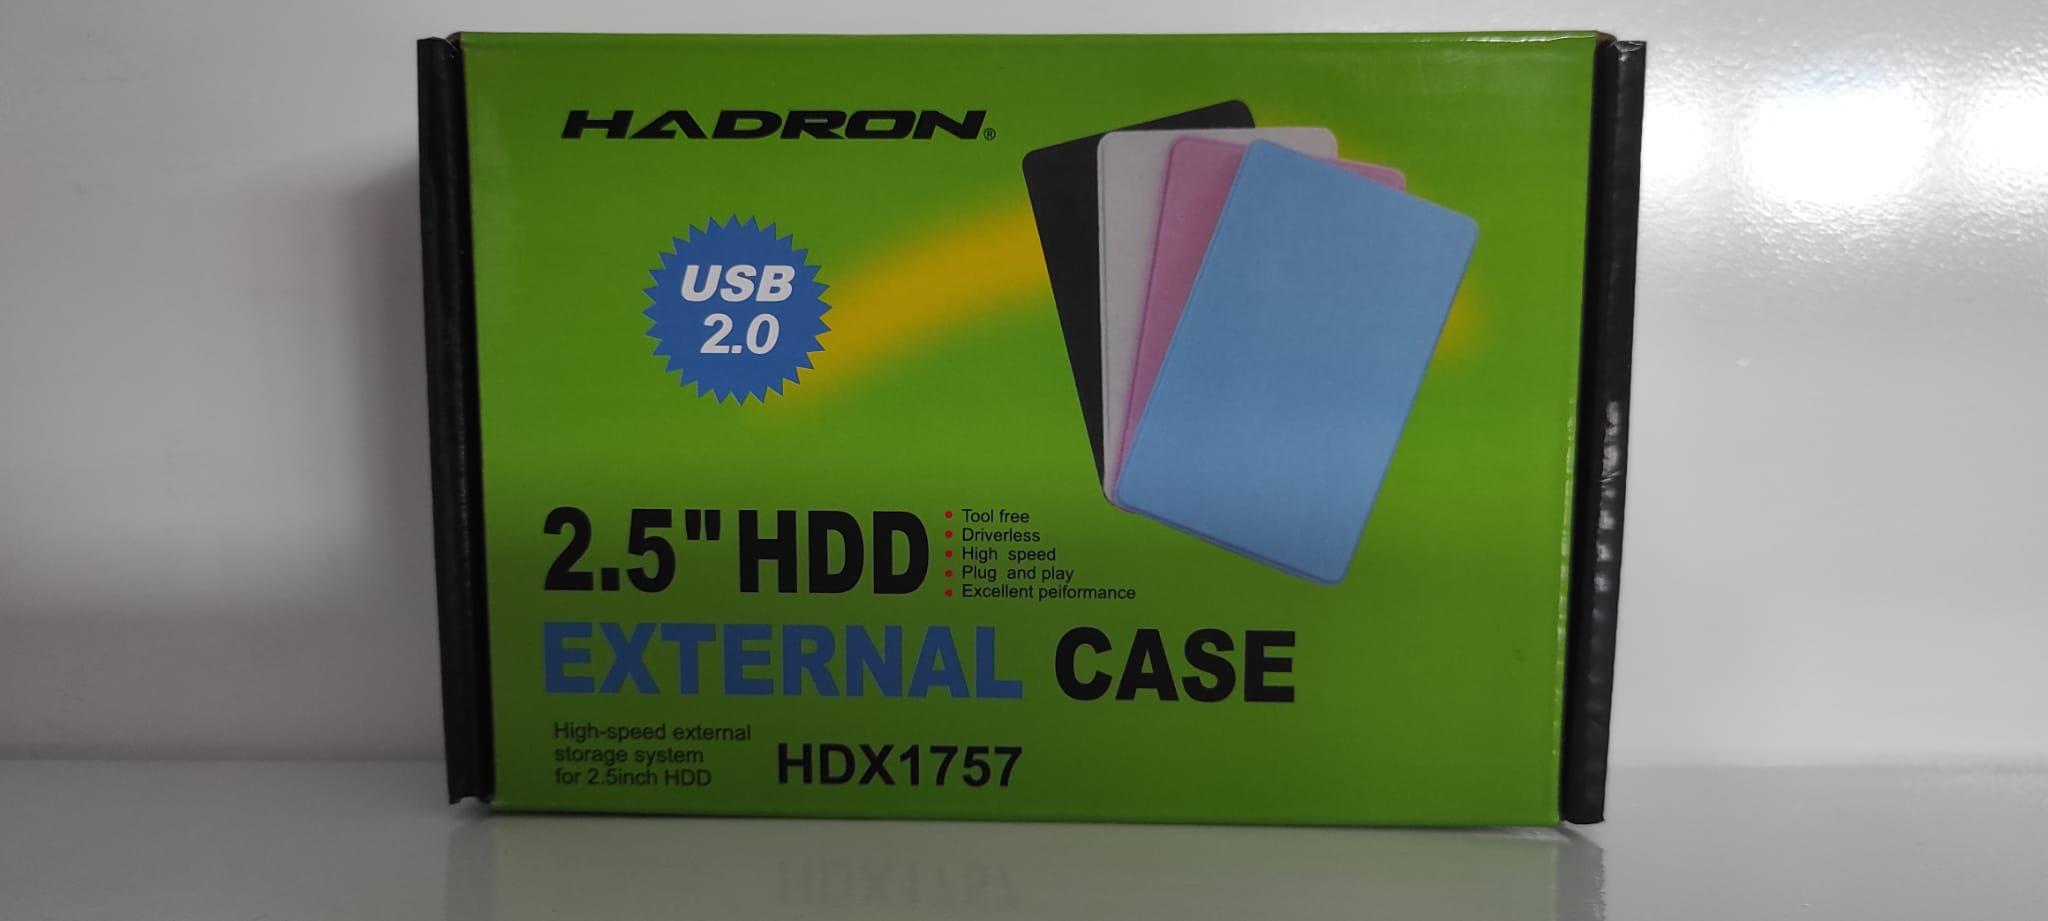 HADRON®
USB
2.0
2.5" HDD
• Tool free
• Driverless
• High speed
• Plug and play
• Excellent peiformance
EXTERNAL CASE
High-speed external
storage system
for 2.5inch HDD
HDX1757